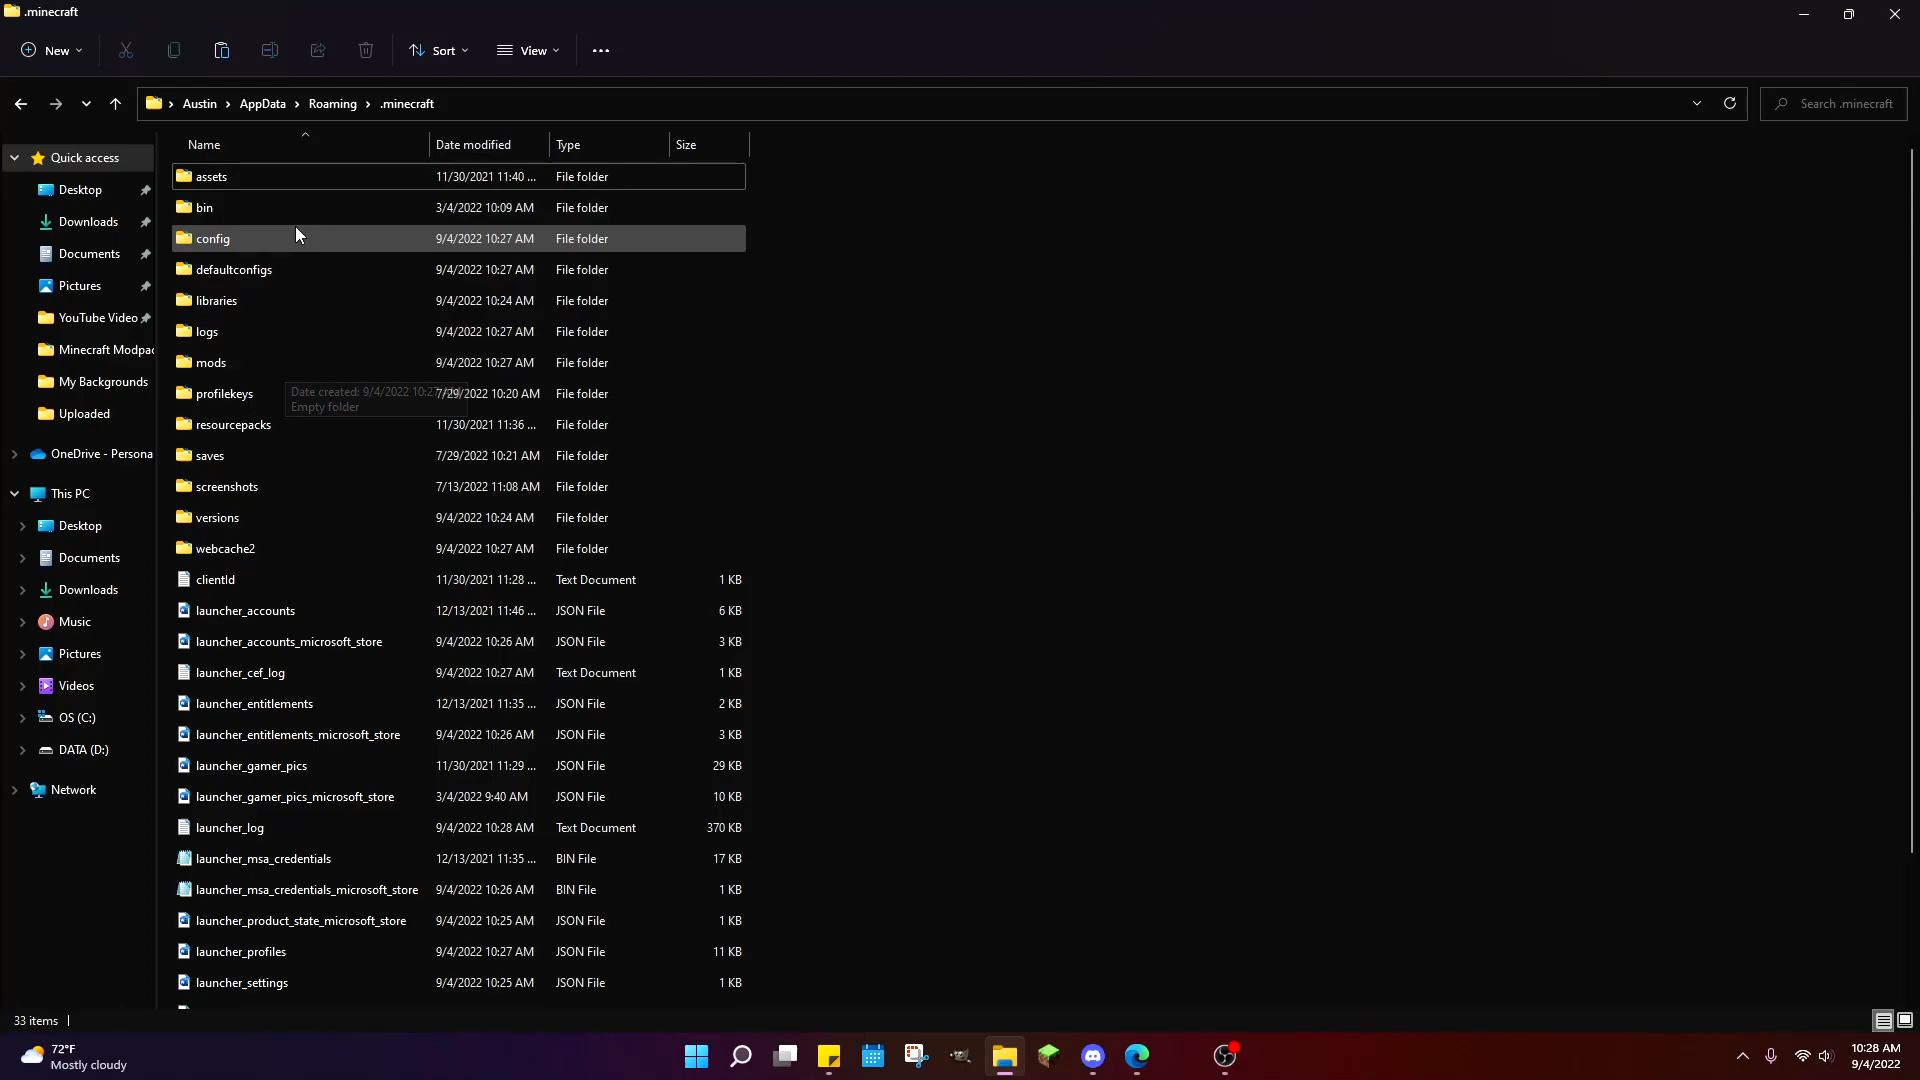 .minecraft
New
Sort
View
Austin
AppData
Roaming
.minecraft
Search .minecraft
Name
Date modified
Type
Size
Quick access
Desktop
Downloads
Documents
Pictures
YouTube Video
Minecraft Modpac
My Backgrounds
Uploaded
OneDrive - Persona
This PC
Desktop
Documents
Downloads
Music
Pictures
Videos
OS (C:)
DATA (D:)
Network
assets 11/30/2021 11:40 ... File folder
bin 3/4/2022 10:09 AM File folder
config 9/4/2022 10:27 AM File folder
defaultconfigs 9/4/2022 10:27 AM File folder
libraries 9/4/2022 10:24 AM File folder
logs 9/4/2022 10:27 AM File folder
mods 9/4/2022 10:27 AM File folder
profilekeys 7/29/2022 10:20 AM File folder
Date created: 9/4/2022 10:27
Empty folder
resourcepacks 11/30/2021 11:36 ... File folder
saves 7/29/2022 10:21 AM File folder
screenshots 7/13/2022 11:08 AM File folder
versions 9/4/2022 10:24 AM File folder
webcache2 9/4/2022 10:27 AM File folder
clientId 11/30/2021 11:28 ... Text Document 1 KB
launcher_accounts 12/13/2021 11:46 ... JSON File 6 KB
launcher_accounts_microsoft_store 9/4/2022 10:26 AM JSON File 3 KB
launcher_cef_log 9/4/2022 10:27 AM Text Document 1 KB
launcher_entitlements 12/13/2021 11:35 ... JSON File 2 KB
launcher_entitlements_microsoft_store 9/4/2022 10:26 AM JSON File 3 KB
launcher_gamer_pics 11/30/2021 11:29 ... JSON File 29 KB
launcher_gamer_pics_microsoft_store 3/4/2022 9:40 AM JSON File 10 KB
launcher_log 9/4/2022 10:28 AM Text Document 370 KB
launcher_msa_credentials 12/13/2021 11:35 ... BIN File 17 KB
launcher_msa_credentials_microsoft_store 9/4/2022 10:26 AM BIN File 1 KB
launcher_product_state_microsoft_store 9/4/2022 10:25 AM JSON File 1 KB
launcher_profiles 9/4/2022 10:27 AM JSON File 11 KB
launcher_settings 9/4/2022 10:25 AM JSON File 1 KB
33 items
72°F
Mostly cloudy
10:28 AM
9/4/2022